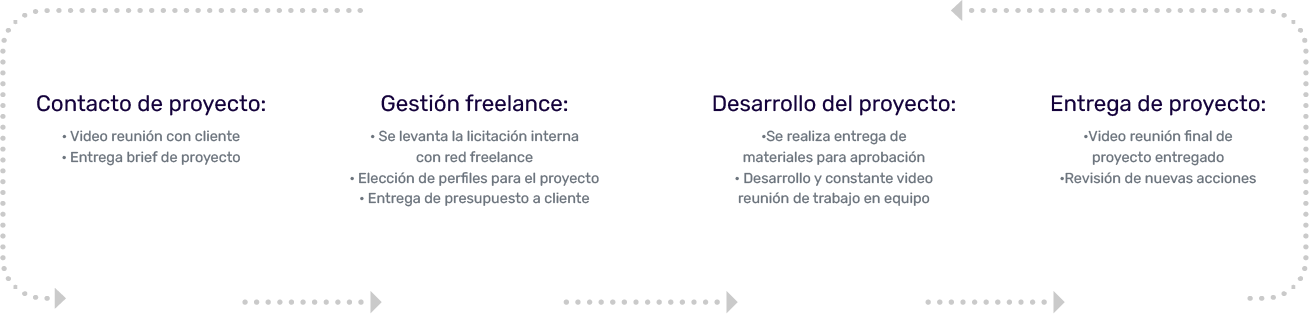 Contacto de proyecto:
• Video reunión con cliente
• Entrega brief de proyecto
Gestión freelance:
• Se levanta la licitación interna
con red freelance
• Elección de perfiles para el proyecto
• Entrega de presupuesto a cliente
Desarrollo del proyecto:
•Se realiza entrega de
materiales para aprobación
• Desarrollo y constante video
reunión de trabajo en equipo
Entrega de proyecto:
•Video reunión final de
proyecto entregado
•Revisión de nuevas acciones